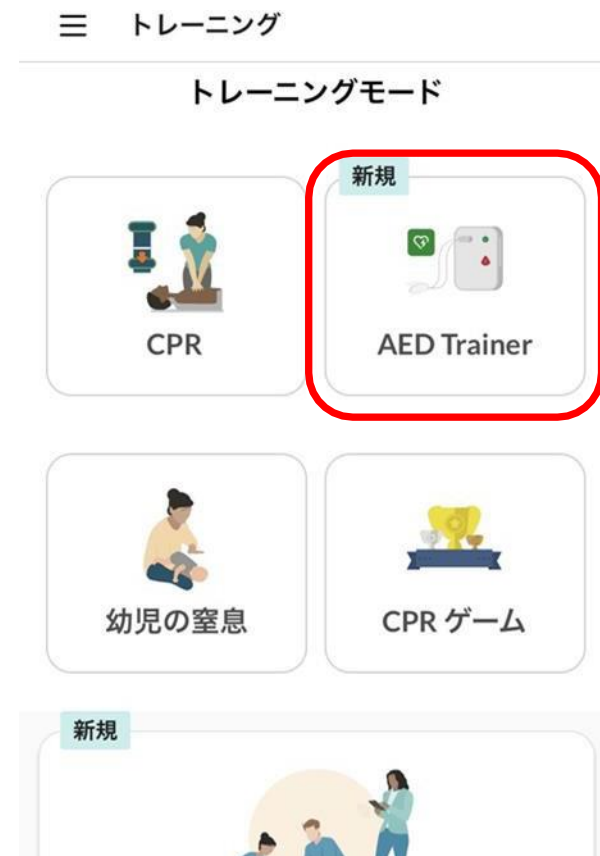 トレーニング
トレーニングモード
新規
CPR
AED Trainer
幼児の窒息
CPR ゲーム
新規